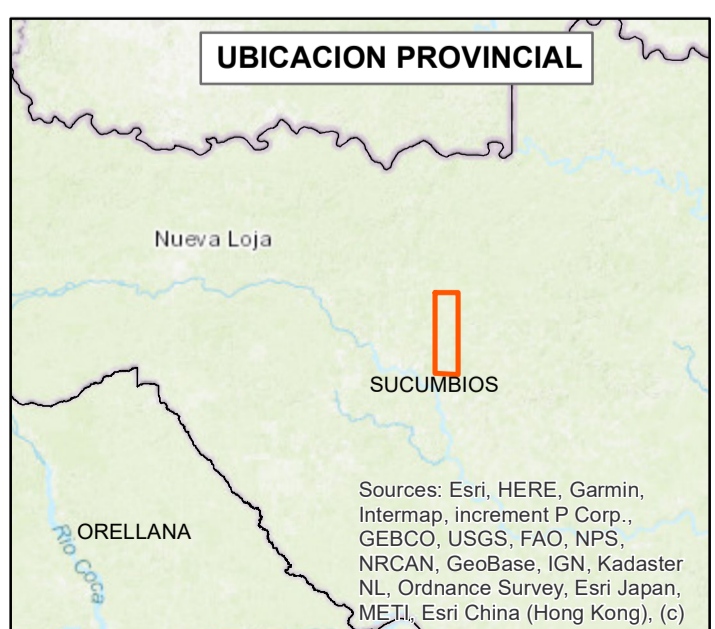 UBICACION PROVINCIAL
Nueva Loja
SUCUMBIOS
ORELLANA
Río Coca
Sources: Esri, HERE, Garmin,
Intermap, increment P Corp.,
GEBCO, USGS, FAO, NPS,
NRCAN, GeoBase, IGN, Kadaster
NL, Ordnance Survey, Esri Japan,
METI, Esri China (Hong Kong), (c)